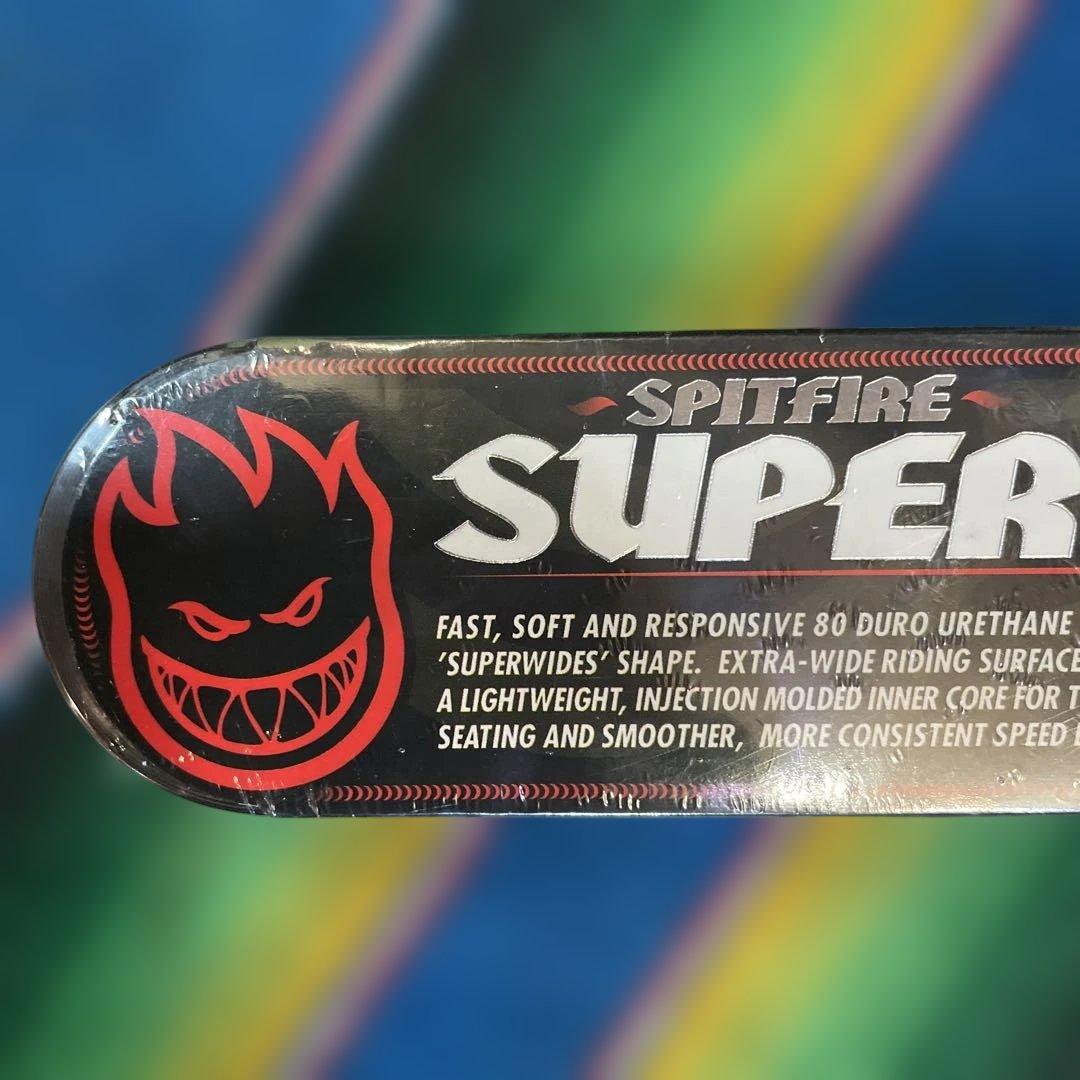 SPITFIRE
SUPER
FAST, SOFT AND RESPONSIVE 80 DURO URETHANE
'SUPERWIDES' SHAPE. EXTRA-WIDE RIDING SURFACE
A LIGHTWEIGHT, INJECTION MOLDED INNER CORE FOR
SEATING AND SMOOTHER, MORE CONSISTENT SPEED